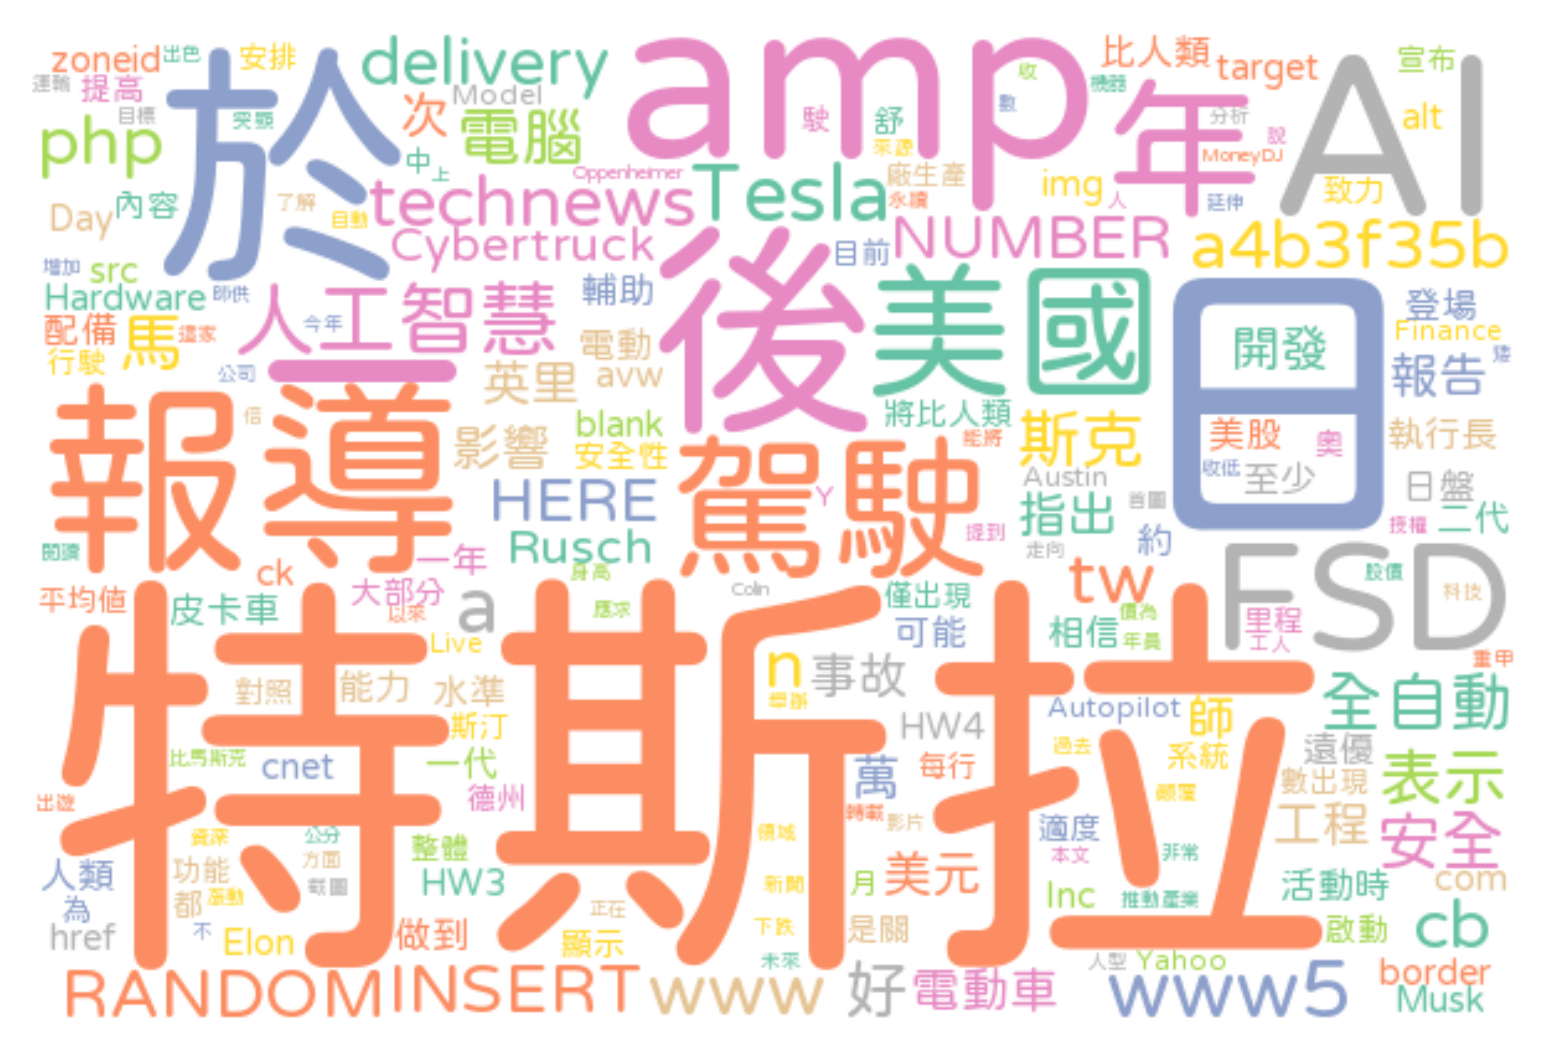 zoneid
出色
安排
delivery
amp
比人類
target
宣布
運輸
提高
目標
突顯
於
次
Model
電腦
php
中
上
駛
舒
來源
收
數
機器
年
分析
說
MoneyDJ
AI
alt
Day
內容
了解
自動
technews
Oppenheimer
Tesla
廠生產
永續
img
人
延伸
致力
Cybertruck
目前
NUMBER
a4b3f35b
增加
src
師供
Hardware
配備
馬
這家
行駛
公司
人工智慧
今年
輔助
電動
英里
avw
後
美國
日
開發
登場
Finance
矮
報告
一
報導
信
影響
blank
安全性
將比人類
能將
斯克
美股
奧
收低
至少
執行長
HERE
Rusch
駕駛
Y
提到
Austin
首圖
指出
走向
約
日盤
授權
二代
閱讀
平均值
ck
一年
大部分
以來
a
身高
應求
Colin
僅出現
可能
tw
相信
價為
年員
里程
工人
FSD
股價
科技
重甲
皮卡車
Live
特斯拉
對照
能力
水準
斯汀
n
舉辦
事故
HW4
Autopilot
師
系統
過去
全自動
遠優
表示
比馬斯克
cnet
一代
德州
萬
每行
顛覆
數出現
工程
安全
出遊
資深
公分
整體
領域
轉載
影片
適度
本文
非常
人類
功能
方面
截圖
HW3
新聞
月
美元
Inc
推動產業
活動時
com
為
都
漲動
不
href
Elon
做到
顯示
正在
下跌
是關
啟動
cb
RANDOM
INSERT
www
未來
好
電動車
人型
Yahoo
www5
border
Musk